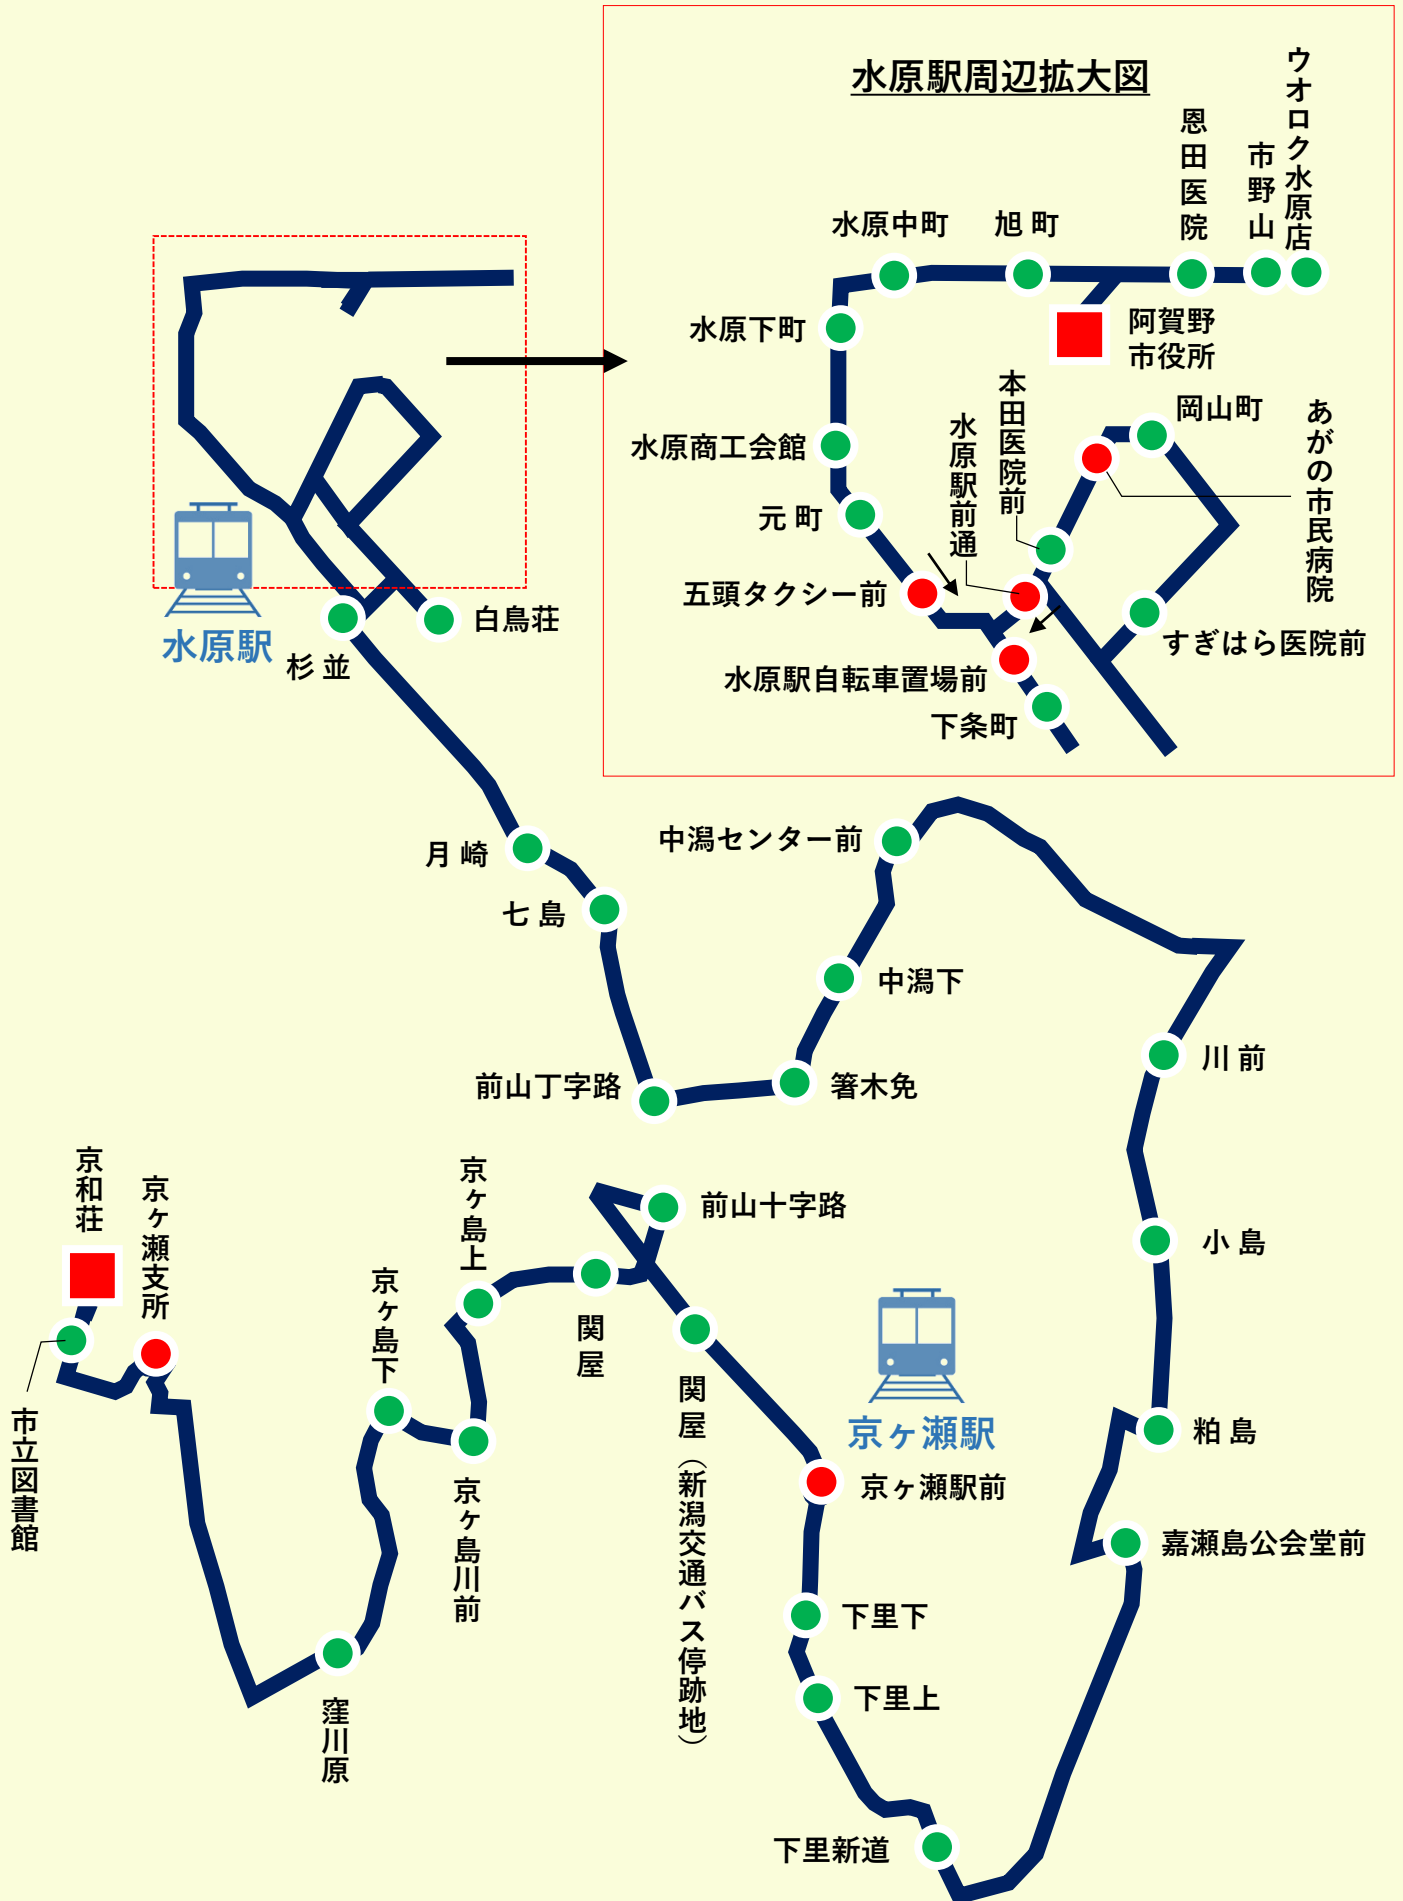 水原駅周辺拡大図
ウオロク水原店
市野山
恩田医院
旭町
水原中町
水原下町
阿賀野
市役所
本田医院前
水原駅前通
岡山町
あがの市民病院
水原商工会館
元町
五頭タクシー前
すぎはら医院前
水原駅自転車置場前
下条町
水原駅
杉並
白鳥荘
月崎
七島
中潟センター前
中潟下
前山丁字路
箸木免
川前
小島
粕島
嘉瀬島公会堂前
京和荘
京ヶ瀬支所
京ヶ島上
京ヶ島下
前山十字路
関屋
関屋（新潟交通バス停跡地）
京ヶ瀬駅
京ヶ瀬駅前
市立図書館
京ヶ島川前
窪川原
下里下
下里上
下里新道